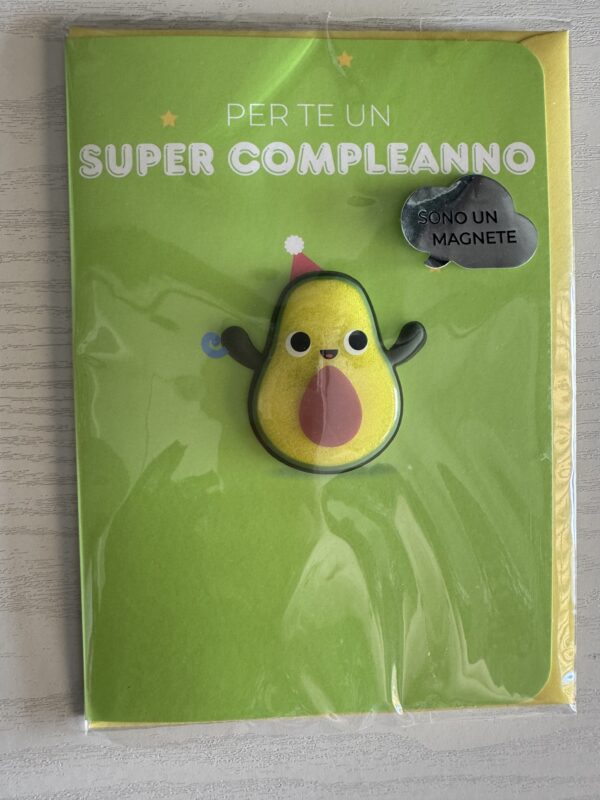 PER TE UN
SUPER COMPLEANNO
SONO UN
MAGNETE